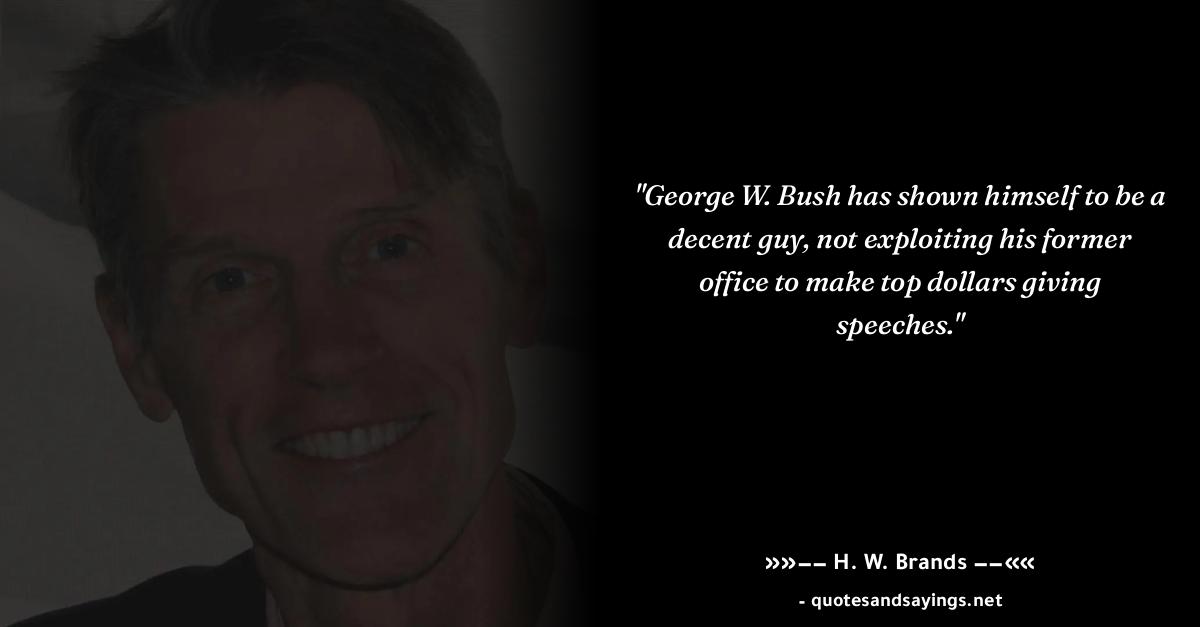 "George W. Bush has shown himself to be a
decent guy, not exploiting his former
office to make top dollars giving
speeches."
»»−− H. W. Brands −−««
- quotesandsayings.net